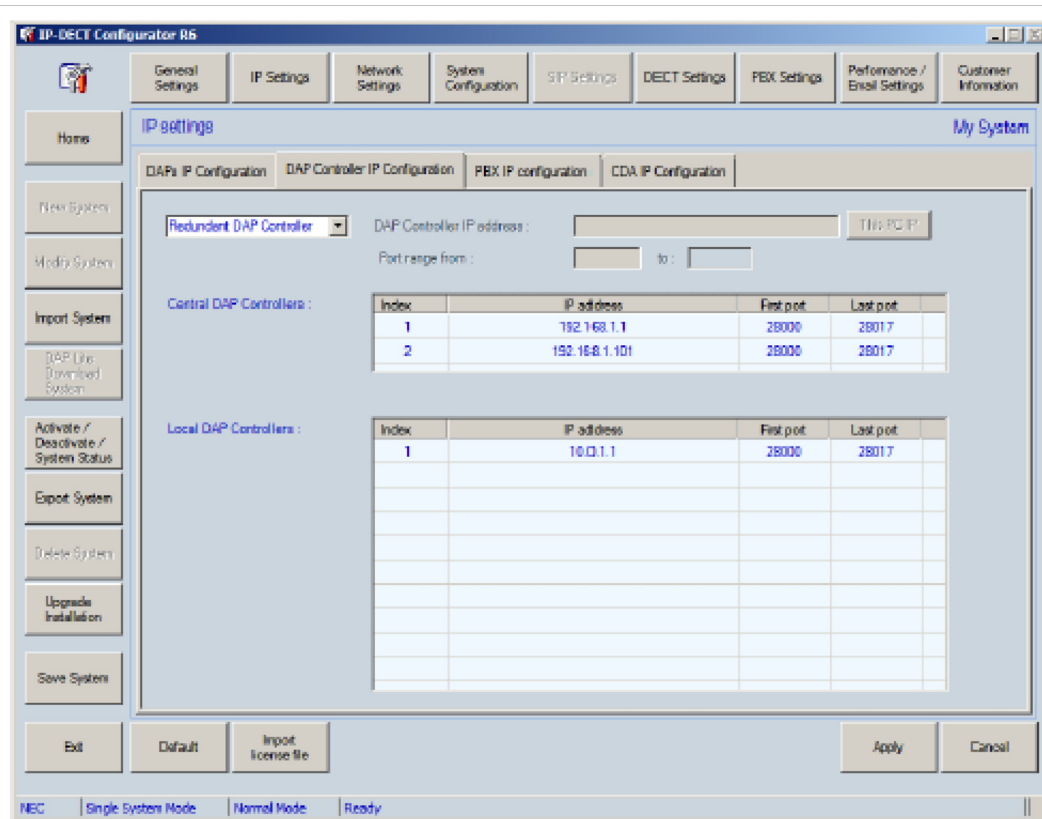 IP-DECT Configurator R6
General Settings
IP Settings
Network Settings
System Configuration
SIP Settings
DECT Settings
PBX Settings
Performance / Email Settings
Customer Information
Home
IP settings
My System
DAPs IP Configuration
DAP Controller IP Configuration
PBX IP configuration
CDA IP Configuration
New System
Redundent DAP Controller
DAP Controller IP address :
This PC IP
Modify System
Port range from :
to :
Import System
Central DAP Controllers :
Index
IP address
First port
Last port
1
192.168.1.1
28000
28017
2
192.168.1.101
28000
28017
DAP Lite Download System
Activate / Deactivate / System Status
Local DAP Controllers :
Index
IP address
First port
Last port
1
10.0.1.1
28000
28017
Export System
Delete System
Upgrade Installation
Save System
Exit
Default
Import license file
Apply
Cancel
NEC
Single System Mode
Normal Mode
Ready